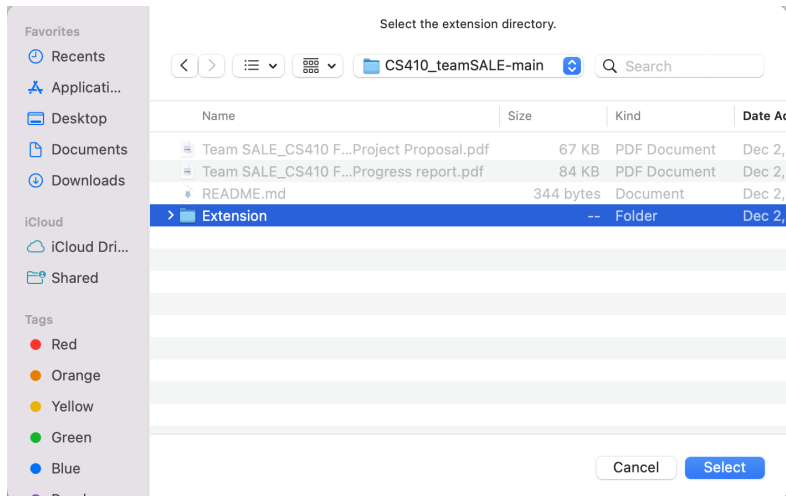 Select the extension directory.
Favorites
Recents
Applicati...
Desktop
Documents
Downloads
iCloud
iCloud Dri...
Shared
Tags
Red
Orange
Yellow
Green
Blue
CS410_teamSALE-main
Search
Name Size Kind Date Ad
Team SALE_CS410 F...Project Proposal.pdf 67 KB PDF Document Dec 2,
Team SALE_CS410 F...Progress report.pdf 84 KB PDF Document Dec 2,
README.md 344 bytes Document Dec 2,
Extension -- Folder Dec 2,
Cancel Select